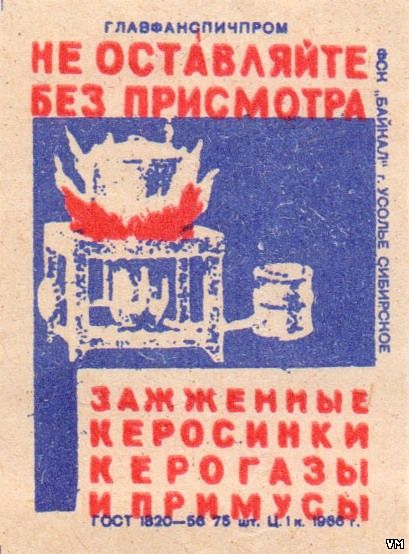 ГЛАВФАНСПИЧПРОМ
НЕ ОСТАВЛЯЙТЕ
БЕЗ ПРИСМОТРА
ФСК „БАЙКАЛ" г. УСОЛЬЕ СИБИРСКОЕ
ЗАЖЖЕННЫЕ
КЕРОСИНКИ
КЕРОГАЗЫ
И ПРИМУСЫ
ГОСТ 1820—56 75 шт. Ц. 1 к. 1966 г.
VM